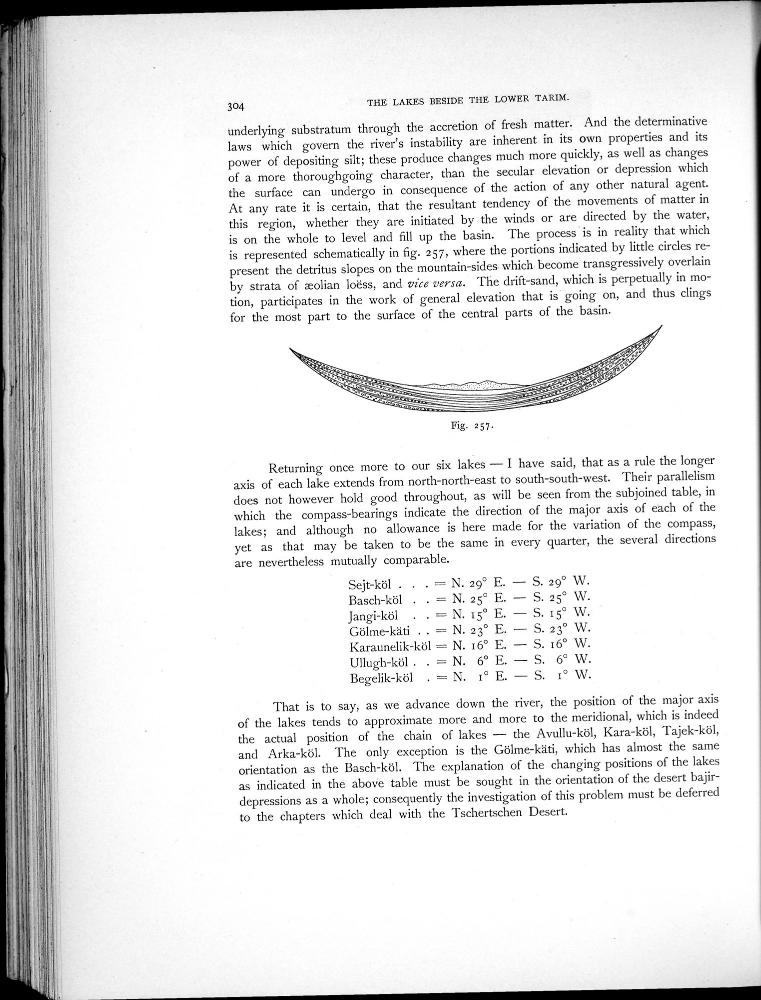 304
THE LAKES BESIDE THE LOWER TARIM.
underlying substratum through the accretion of fresh matter. And the determinative
laws which govern the river's instability are inherent in its own properties and its
power of depositing silt; these produce changes much more quickly, as well as changes
of a more thoroughgoing character, than the secular elevation or depression which
the surface can undergo in consequence of the action of any other natural agent.
At any rate it is certain, that the resultant tendency of the movements of matter in
this region, whether they are initiated by the winds or are directed by the water,
is on the whole to level and fill up the basin. The process is in reality that which
is represented schematically in fig. 257, where the portions indicated by little circles re-
present the detritus slopes on the mountain-sides which become transgressively overlain
by strata of æolian loëss, and vice versa. The drift-sand, which is perpetually in mo-
tion, participates in the work of general elevation that is going on, and thus clings
for the most part to the surface of the central parts of the basin.
Fig. 257.
Returning once more to our six lakes — I have said, that as a rule the longer
axis of each lake extends from north-north-east to south-south-west. Their parallelism
does not however hold good throughout, as will be seen from the subjoined table, in
which the compass-bearings indicate the direction of the major axis of each of the
lakes; and although no allowance is here made for the variation of the compass,
yet as that may be taken to be the same in every quarter, the several directions
are nevertheless mutually comparable.
Sejt-köl . . . = N. 29° E. — S. 29° W.
Basch-köl . . = N. 25° E. — S. 25° W.
Jangi-köl . . = N. 15° E. — S. 15° W.
Gölme-käti . . = N. 23° E. — S. 23° W.
Karaunelik-köl = N. 16° E. — S. 16° W.
Ullugh-köl . . = N. 6° E. — S. 6° W.
Begelik-köl . = N. 1° E. — S. 1° W.
That is to say, as we advance down the river, the position of the major axis
of the lakes tends to approximate more and more to the meridional, which is indeed
the actual position of the chain of lakes — the Avullu-köl, Kara-köl, Tajek-köl,
and Arka-köl. The only exception is the Gölme-käti, which has almost the same
orientation as the Basch-köl. The explanation of the changing positions of the lakes
as indicated in the above table must be sought in the orientation of the desert bajir-
depressions as a whole; consequently the investigation of this problem must be deferred
to the chapters which deal with the Tschertschen Desert.